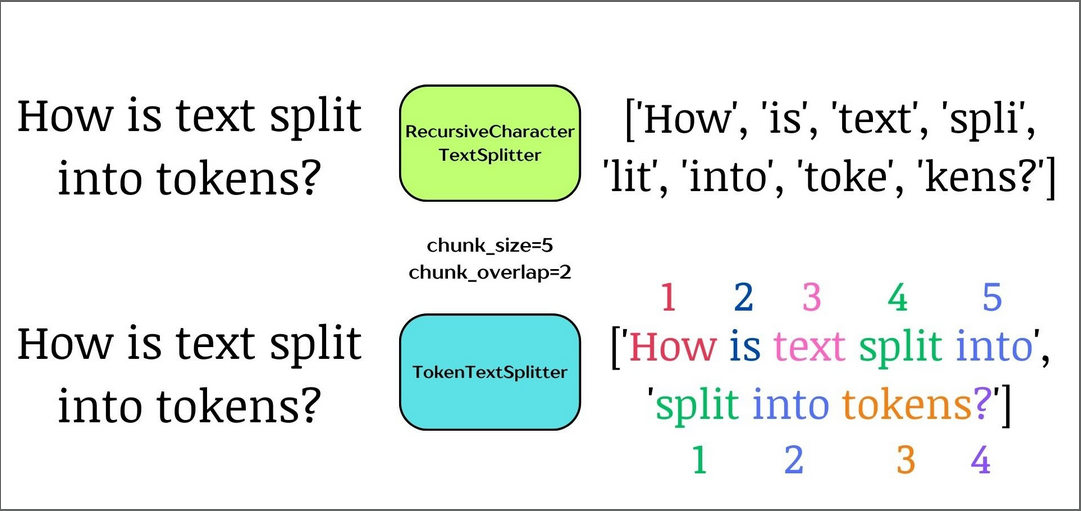 How is text split
into tokens?
RecursiveCharacter
TextSplitter
['How', 'is', 'text', 'spli',
'lit', 'into', 'toke', 'kens?']
chunk_size=5
chunk_overlap=2
How is text split
into tokens?
TokenTextSplitter
1 2 3 4 5
['How is text split into',
'split into tokens?']
1 2 3 4